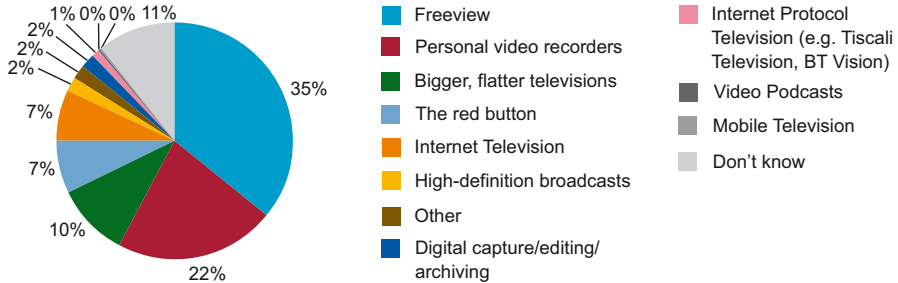 1%
0%
0%
11%
2%
2%
2%
7%
7%
10%
22%
35%
Freeview
Personal video recorders
Bigger, flatter televisions
The red button
Internet Television
High-definition broadcasts
Other
Digital capture/editing/
archiving
Internet Protocol
Television (e.g. Tiscali
Television, BT Vision)
Video Podcasts
Mobile Television
Don’t know